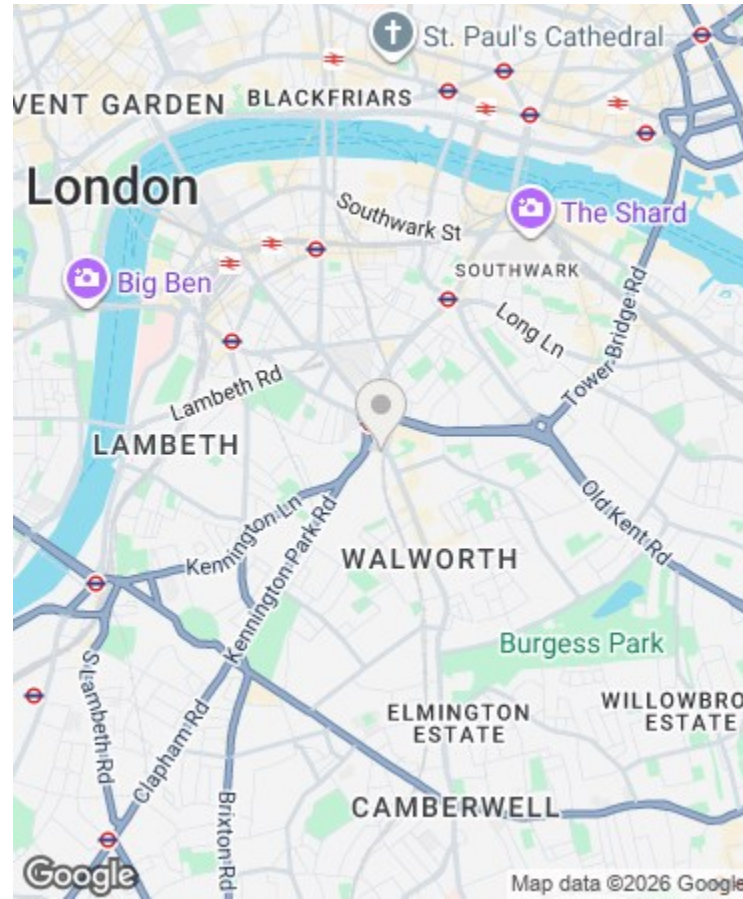 St. Paul's Cathedral
VENT GARDEN
BLACKFRIARS
London
Southwark St
The Shard
Big Ben
SOUTHWARK
Long Ln
Tower Bridge Rd
Lambeth Rd
LAMBETH
Old Kent Rd
Kennington Ln
Kennington Park Rd
WALWORTH
Burgess Park
S Lambeth Rd
Clapham Rd
ELMINGTON
ESTATE
WILLOWBRO
ESTATE
Brixton Rd
CAMBERWELL
Google
Map data ©2026 Google